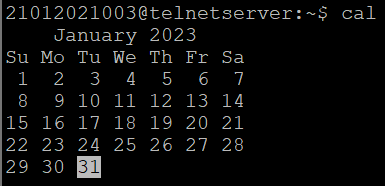 21012021003@telnetserver:~$ cal
    January 2023
Su Mo Tu We Th Fr Sa
 1  2  3  4  5  6  7
 8  9 10 11 12 13 14
15 16 17 18 19 20 21
22 23 24 25 26 27 28
29 30 31